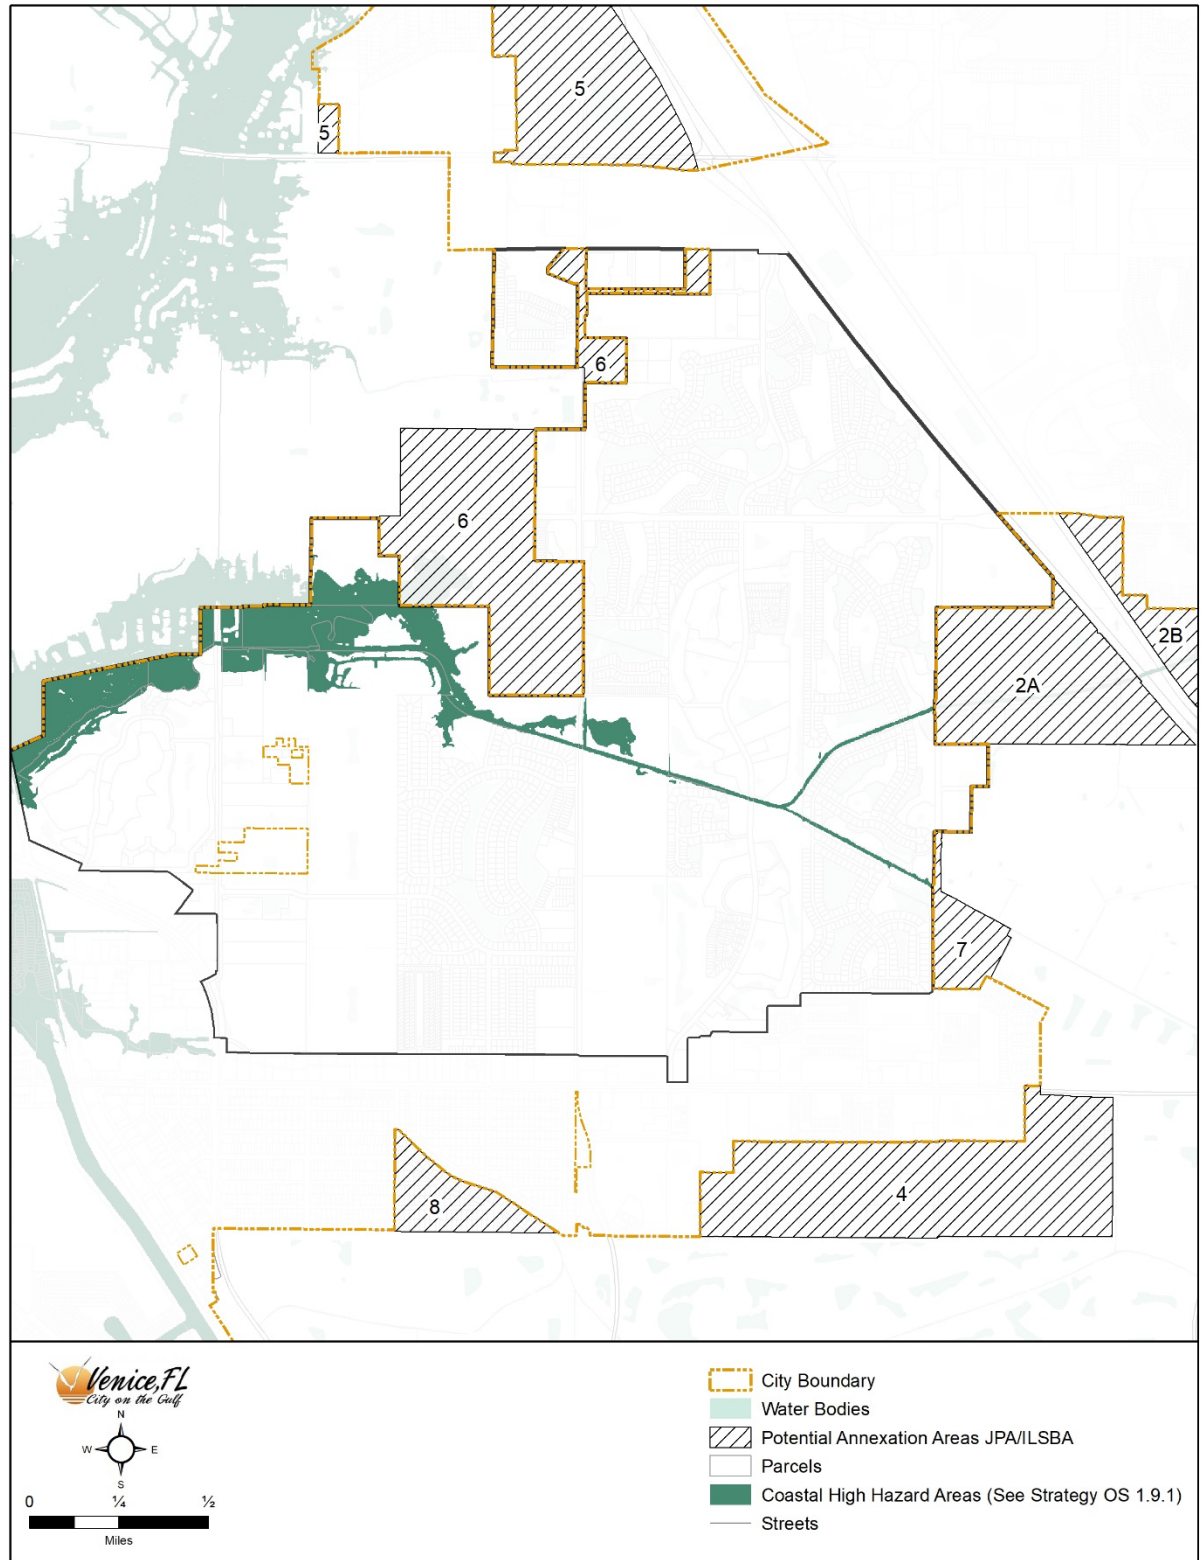 5
5
6
6
2B
2A
7
4
8
Venice, FL
City on the Gulf
N
W E
S
0 ¼ ½
Miles
City Boundary
Water Bodies
Potential Annexation Areas JPA/ILSBA
Parcels
Coastal High Hazard Areas (See Strategy OS 1.9.1)
Streets